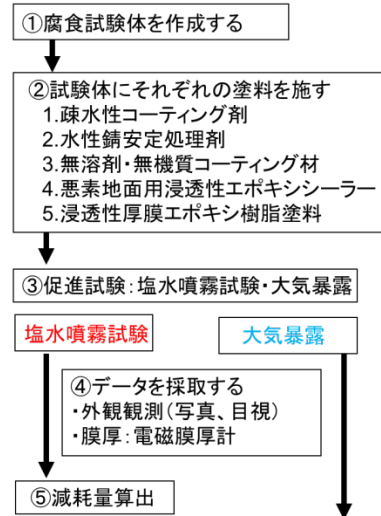 ①腐食試験体を作成する
②試験体にそれぞれの塗料を施す
1.疎水性コーティング剤
2.水性錆安定処理剤
3.無溶剤・無機質コーティング材
4.悪素地面用浸透性エポキシシーラー
5.浸透性厚膜エポキシ樹脂塗料
③促進試験:塩水噴霧試験・大気暴露
塩水噴霧試験
大気暴露
④データを採取する
・外観観測(写真、目視)
・膜厚:電磁膜厚計
⑤減耗量算出